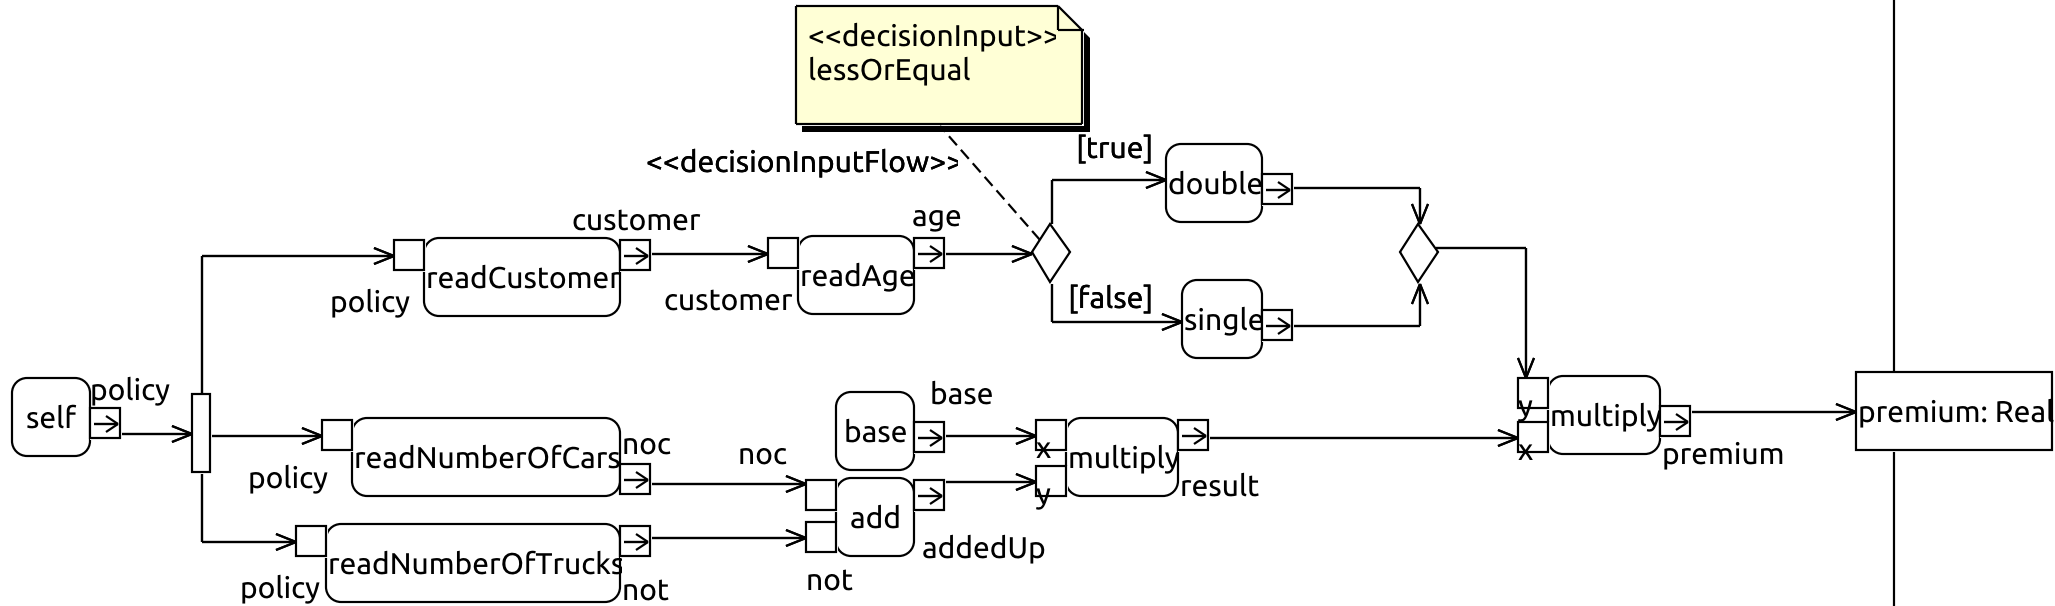 <<decisionInput>>
lessOrEqual
<<decisionInputFlow>>
[true]
double
customer
age
readCustomer
readAge
policy
customer
[false]
single
self
policy
base
base
y
multiply
premium: Real
x
premium
noc
noc
readNumberOfCars
policy
x
multiply
y
result
add
addedUp
readNumberOfTrucks
policy
not
not